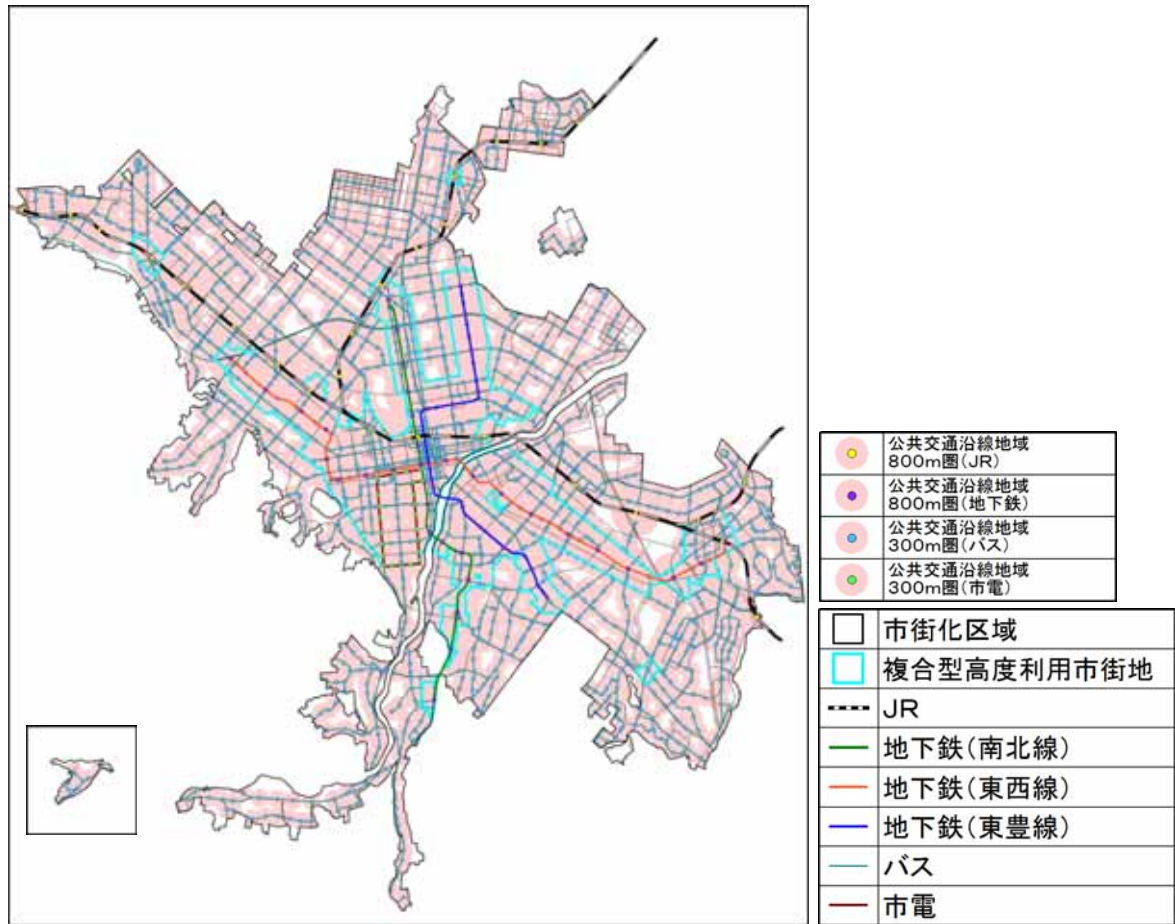 公共交通沿線地域
800m圏(JR)
公共交通沿線地域
800m圏(地下鉄)
公共交通沿線地域
300m圏(バス)
公共交通沿線地域
300m圏(市電)
市街化区域
複合型高度利用市街地
JR
地下鉄(南北線)
地下鉄(東西線)
地下鉄(東豊線)
バス
市電